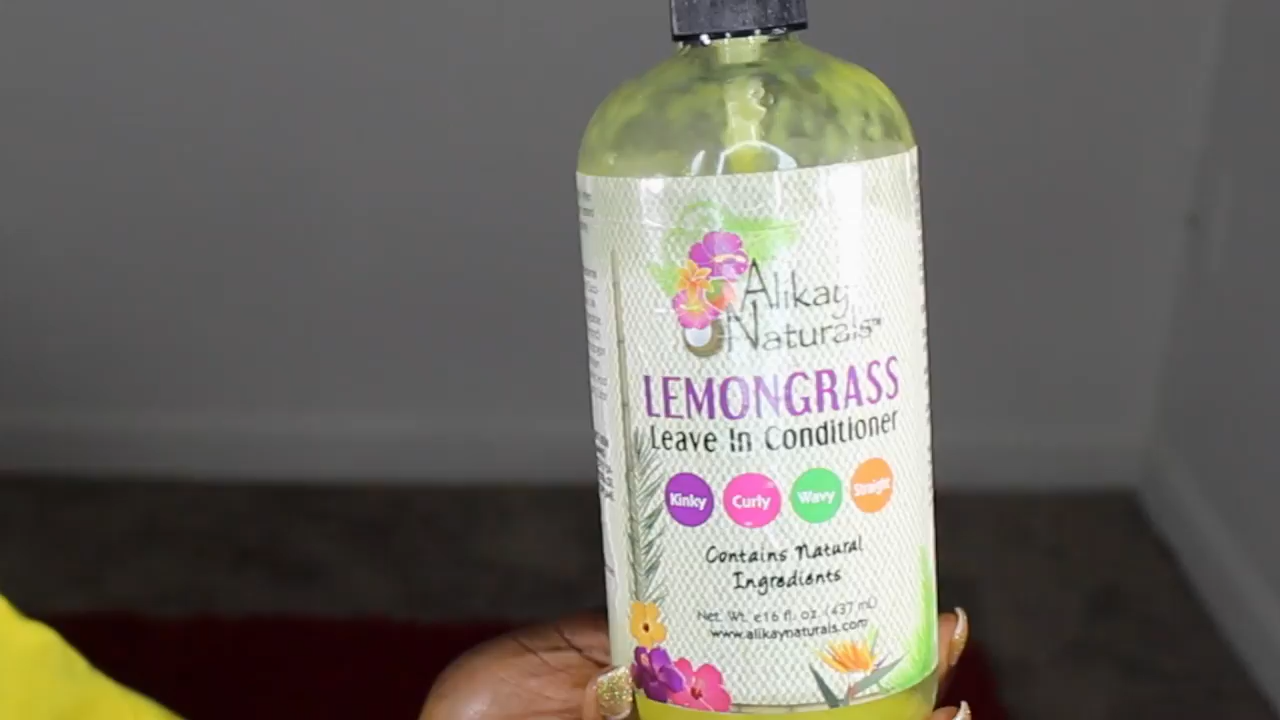 Alikay
Naturals™
LEMONGRASS
Leave In Conditioner
Kinky Curly Wavy Straight
Contains Natural
Ingredients
Net. Wt. e16 fl. oz. (437 mL)
www.alikaynaturals.com